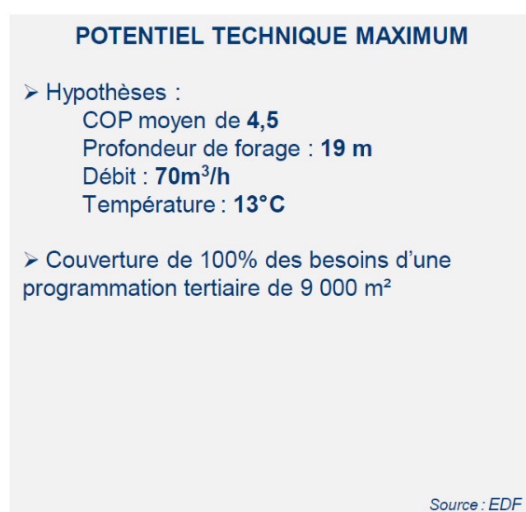 POTENTIEL TECHNIQUE MAXIMUM
➢ Hypothèses :
COP moyen de 4,5
Profondeur de forage : 19 m
Débit : 70m³/h
Température : 13°C
➢ Couverture de 100% des besoins d'une
programmation tertiaire de 9 000 m²
Source : EDF